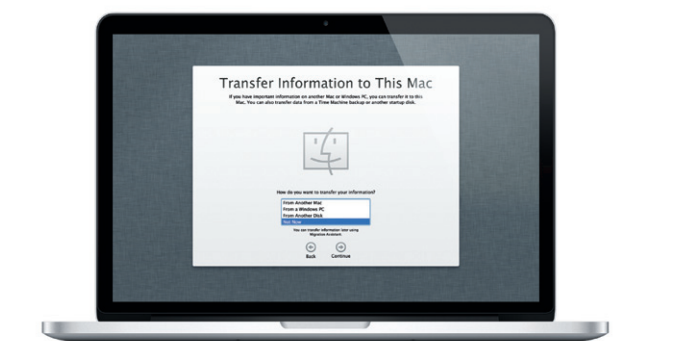 Transfer Information to This Mac
If you have important information on another Mac or Windows PC, you can transfer it to this
Mac. You can also transfer data from a Time Machine backup or another startup disk.
How do you want to transfer your information?
From Another Mac
From a Windows PC
From Another Disk
Not Now
You can transfer information later using
Migration Assistant.
Back
Continue